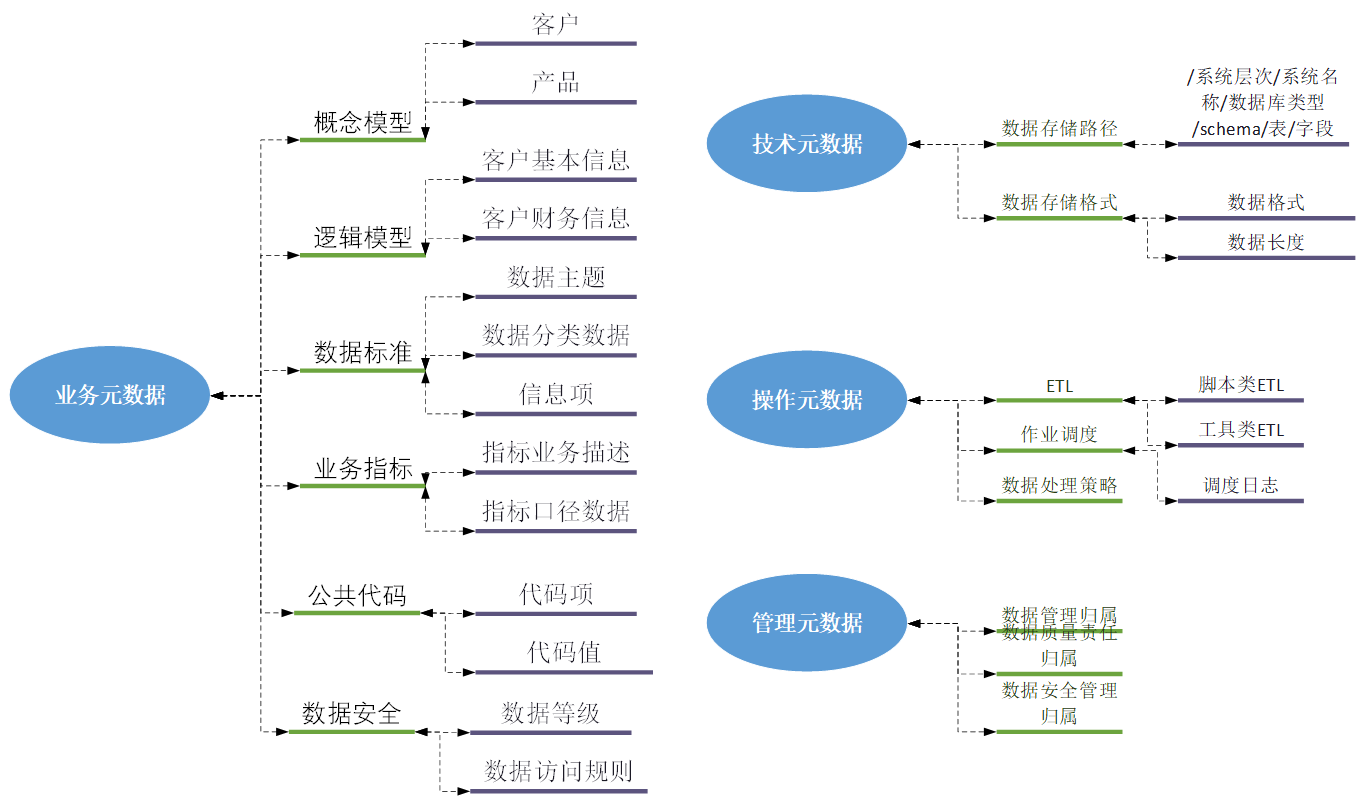 客户
产品
概念模型
客户基本信息
客户财务信息
逻辑模型
数据主题
数据分类数据
信息项
数据标准
业务元数据
指标业务描述
指标口径数据
业务指标
代码项
代码值
公共代码
数据等级
数据访问规则
数据安全
技术元数据
数据存储路径
/系统层次/系统名
称/数据库类型
/schema/表/字段
数据存储格式
数据格式
数据长度
操作元数据
ETL
脚本类ETL
工具类ETL
作业调度
调度日志
数据处理策略
管理元数据
数据管理归属
数据质量责任
归属
数据安全管理
归属